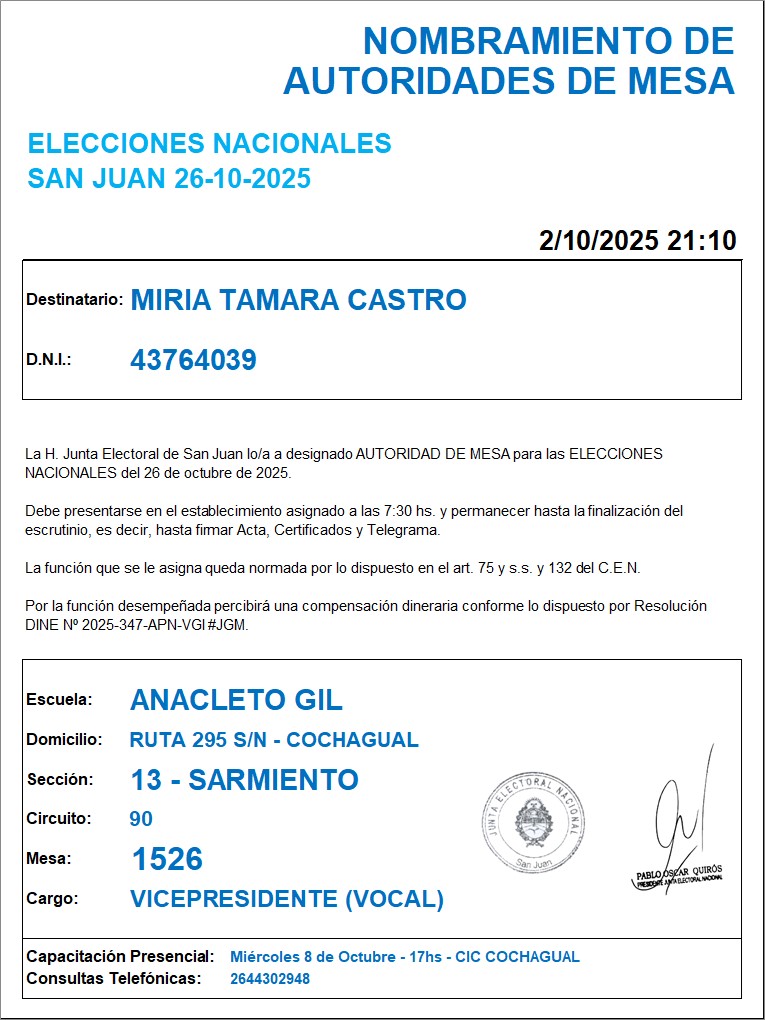 NOMBRAMIENTO DE
AUTORIDADES DE MESA
ELECCIONES NACIONALES
SAN JUAN 26-10-2025
2/10/2025 21:10
Destinatario: MIRIA TAMARA CASTRO
D.N.I.: 43764039
La H. Junta Electoral de San Juan lo/a a designado AUTORIDAD DE MESA para las ELECCIONES
NACIONALES del 26 de octubre de 2025.
Debe presentarse en el establecimiento asignado a las 7:30 hs. y permanecer hasta la finalización del
escrutinio, es decir, hasta firmar Acta, Certificados y Telegrama.
La función que se le asigna queda normada por lo dispuesto en el art. 75 y s.s. y 132 del C.E.N.
Por la función desempeñada percibirá una compensación dineraria conforme lo dispuesto por Resolución
DINE Nº 2025-347-APN-VGI#JGM.
Escuela: ANACLETO GIL
Domicilio: RUTA 295 S/N - COCHAGUAL
Sección: 13 - SARMIENTO
Circuito: 90
Mesa: 1526
Cargo: VICEPRESIDENTE (VOCAL)
JUNTA ELECTORAL NACIONAL
San Juan
PABLO OSCAR QUIRÓS
PRESIDENTE JUNTA ELECTORAL NACIONAL
Capacitación Presencial: Miércoles 8 de Octubre - 17hs - CIC COCHAGUAL
Consultas Telefónicas: 2644302948